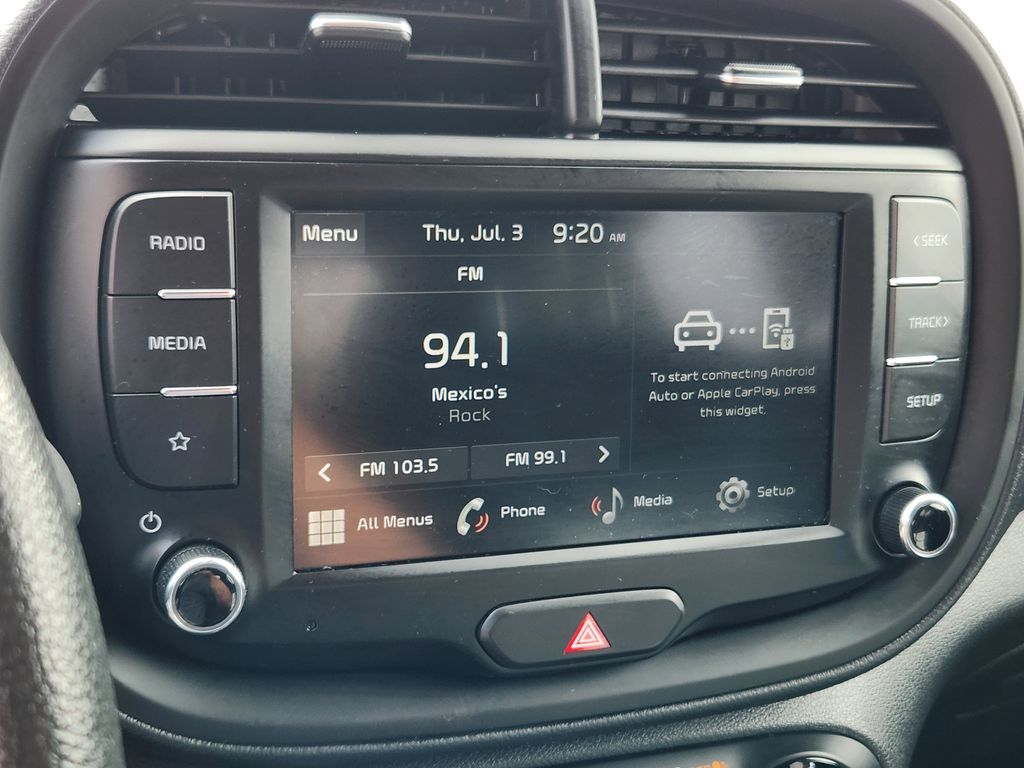 RADIO
MEDIA
Menu
Thu, Jul. 3 9:20 AM
FM
94.1
Mexico's
Rock
< FM 103.5
FM 99.1 >
To start connecting Android
Auto or Apple CarPlay, press
this widget.
All Menus
Phone
Media
Setup
< SEEK
TRACK >
SETUP